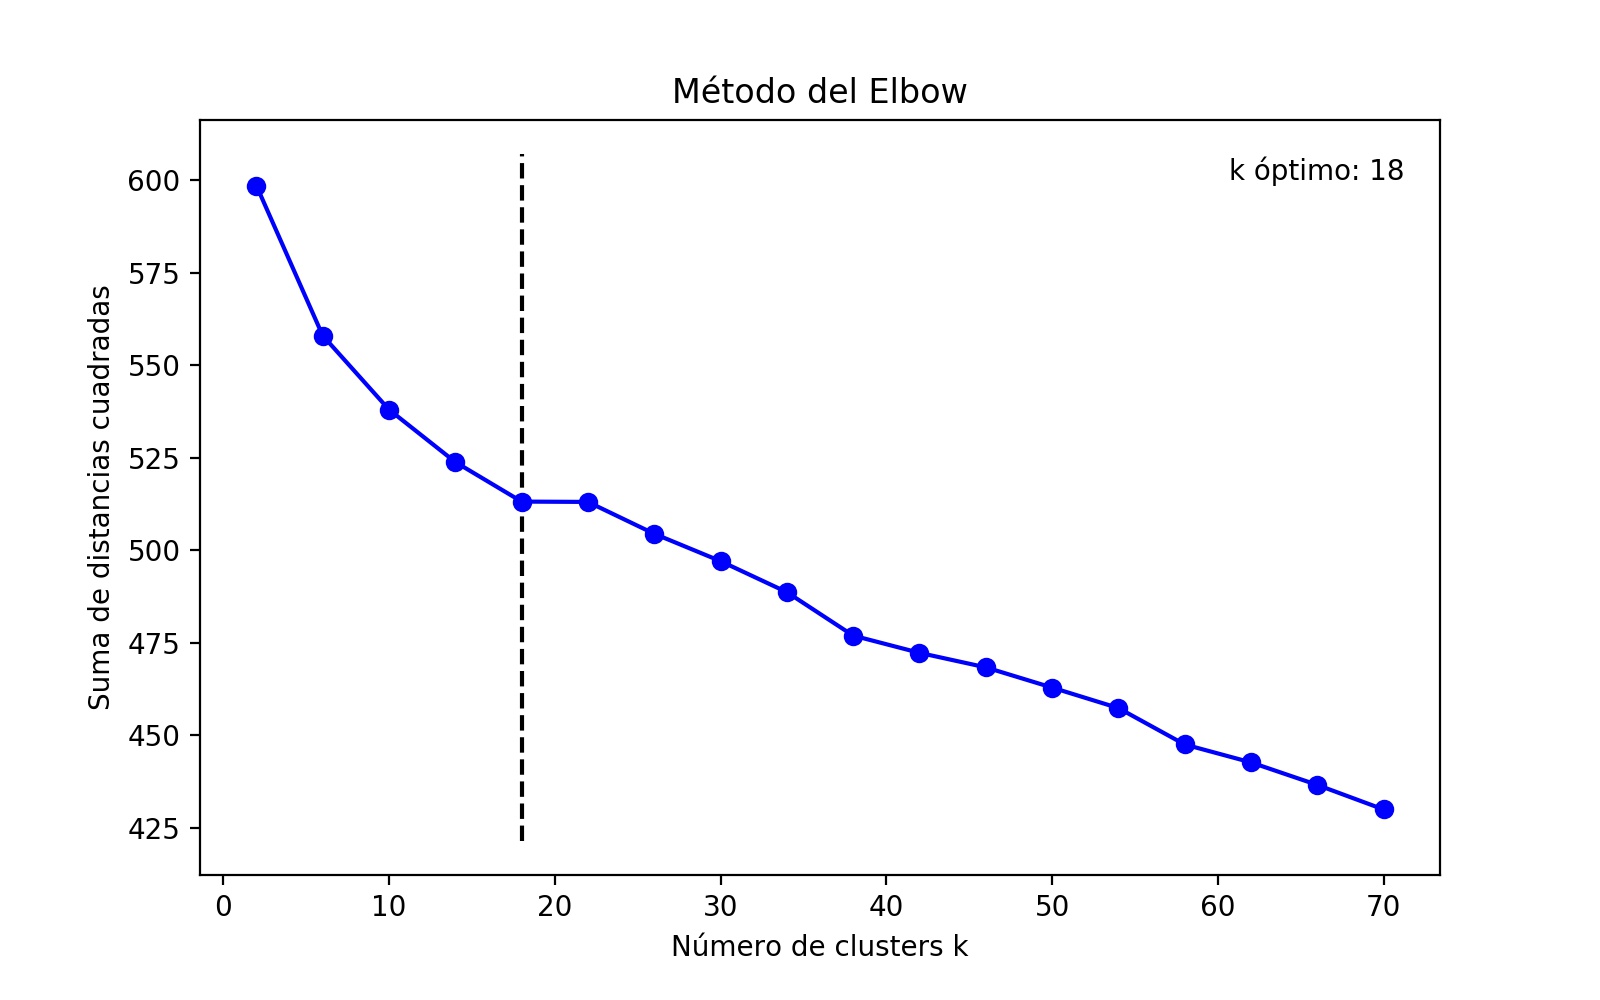 Método del Elbow
k óptimo: 18
Suma de distancias cuadradas
600
575
550
525
500
475
450
425
0 10 20 30 40 50 60 70
Número de clusters k